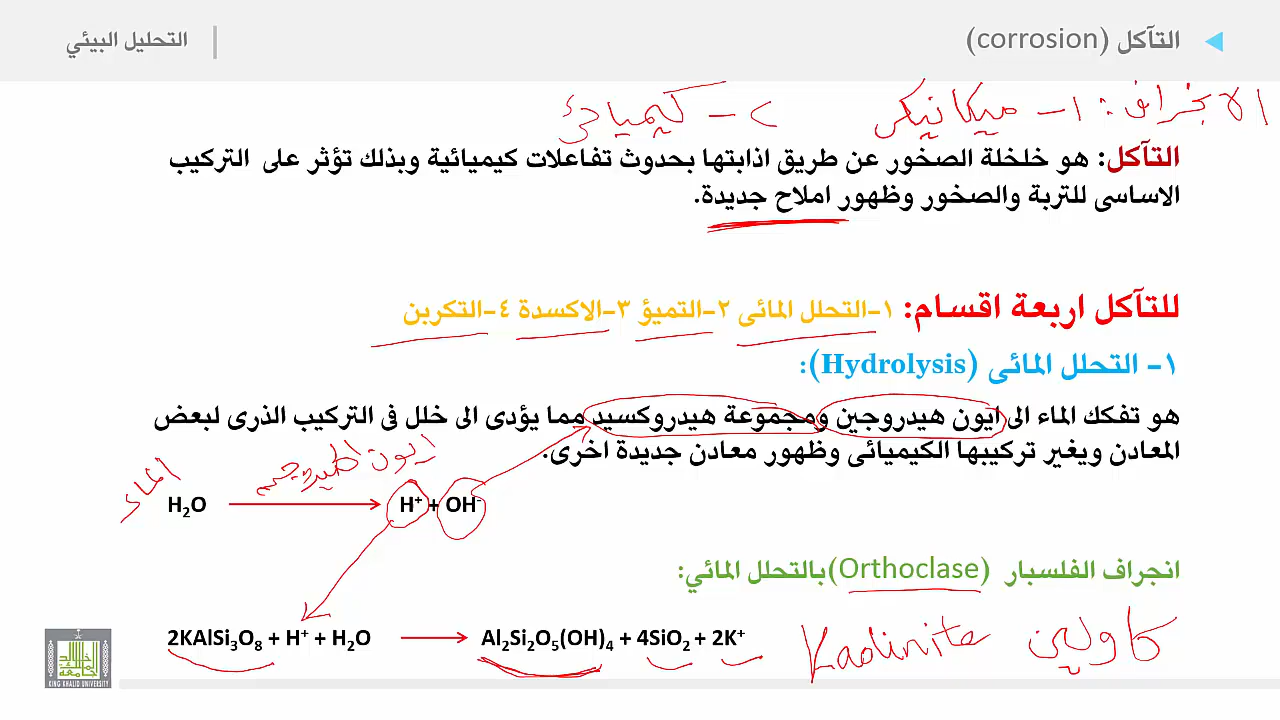 التآكل (corrosion)
التحليل البيئي
الانجراف: ١- ميكانيكي ٢- كيميائي
التآكل: هو خلخلة الصخور عن طريق اذابتها بحدوث تفاعلات كيميائية وبذلك تؤثر على التركيب
الاساسى للتربة والصخور وظهور املاح جديدة.
للتآكل اربعة اقسام: ١-التحلل المائى ٢-التميؤ ٣-الاكسدة ٤-التكربن
١- التحلل المائى (Hydrolysis):
هو تفكك الماء الى ايون هيدروجين ومجموعة هيدروكسيد مما يؤدى الى خلل فى التركيب الذرى لبعض
المعادن ويغير تركيبها الكيميائى وظهور معادن جديدة اخرى.
الماء
ايون الهيدروجين
H₂O → H⁺ + OH⁻
انجراف الفلسبار (Orthoclase)بالتحلل المائي:
2KAlSi₃O₈ + H⁺ + H₂O → Al₂Si₂O₅(OH)₄ + 4SiO₂ + 2K⁺
Kaolinite كاولين
KING KHALID UNIVERSITY